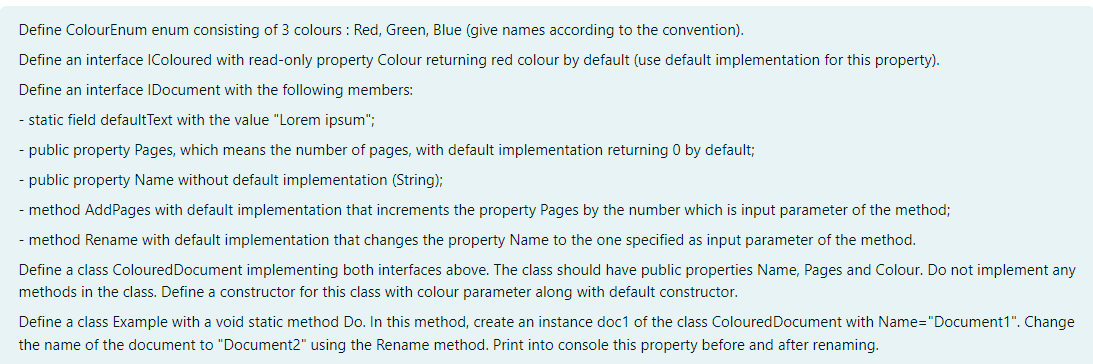 Define ColourEnum enum consisting of 3 colours : Red, Green, Blue (give names according to the convention).
Define an interface IColoured with read-only property Colour returning red colour by default (use default implementation for this property).
Define an interface IDocument with the following members:
- static field defaultText with the value "Lorem ipsum";
- public property Pages, which means the number of pages, with default implementation returning 0 by default;
- public property Name without default implementation (String);
- method AddPages with default implementation that increments the property Pages by the number which is input parameter of the method;
- method Rename with default implementation that changes the property Name to the one specified as input parameter of the method.
Define a class ColouredDocument implementing both interfaces above. The class should have public properties Name, Pages and Colour. Do not implement any
methods in the class. Define a constructor for this class with colour parameter along with default constructor.
Define a class Example with a void static method Do. In this method, create an instance doc1 of the class ColouredDocument with Name="Document1". Change
the name of the document to "Document2" using the Rename method. Print into console this property before and after renaming.